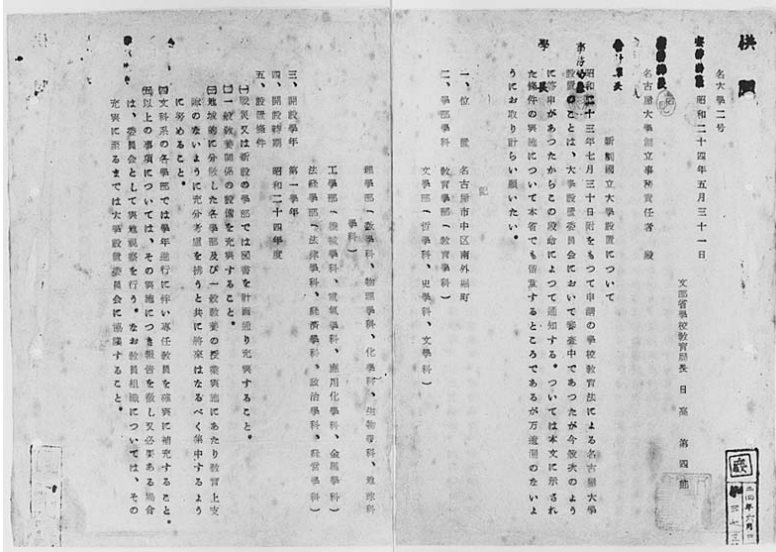 供閲
名大學二号
昭和二十四年五月三十一日
文部省學校教育局長 日高第四郎
名古屋大學創立事務責任者 殿
新制國立大學設置について
昭和二十三年七月三十日附をもつて申請の學校教育法による名古屋大學
設置のことは、大學設置委員会において審査中であつたが今般次のよう
に答申があつたからこの段給によつて通知する。ついては本文に示され
た條件の実施について本省でも留意するところであるが万遺漏のないよ
うにお取り計らい願いたい。
記
一、位 置 名古屋市中区南外堀町
二、學部學科 教育學部(教育學科)
文學部(哲學科、史學科、文學科)
理學部(数學科、物理學科、化學科、生物學科、地球科
學科)
工學部(機械學科、電氣學科、應用化學科、金属學科)
法経學部(法律學科、経済學科、政治學科、経営學科)
三、開設學年 第一學年
四、開設時期 昭和二十四年度
五、設置條件
(一)職災又は新設の學部では図書を計画通り充実すること。
(二)一般教養関係の設備を充実すること。
(三)地域的に分散した各學部及び一般教養の授業実施にあたり教育上支
障のないように充分考慮を拂うと共に將來はなるべく集中するよう
に努めること。
(四)文科系の各學部では學年進行に伴い専任教員を確実に補充すること。
(五)以上の事項については、その実施につき報告を徴し又必要ある場合
は、委員会として実地視察を行う。なお教員組織については、その
充実に至るまでは大學設置委員会に協議すること。